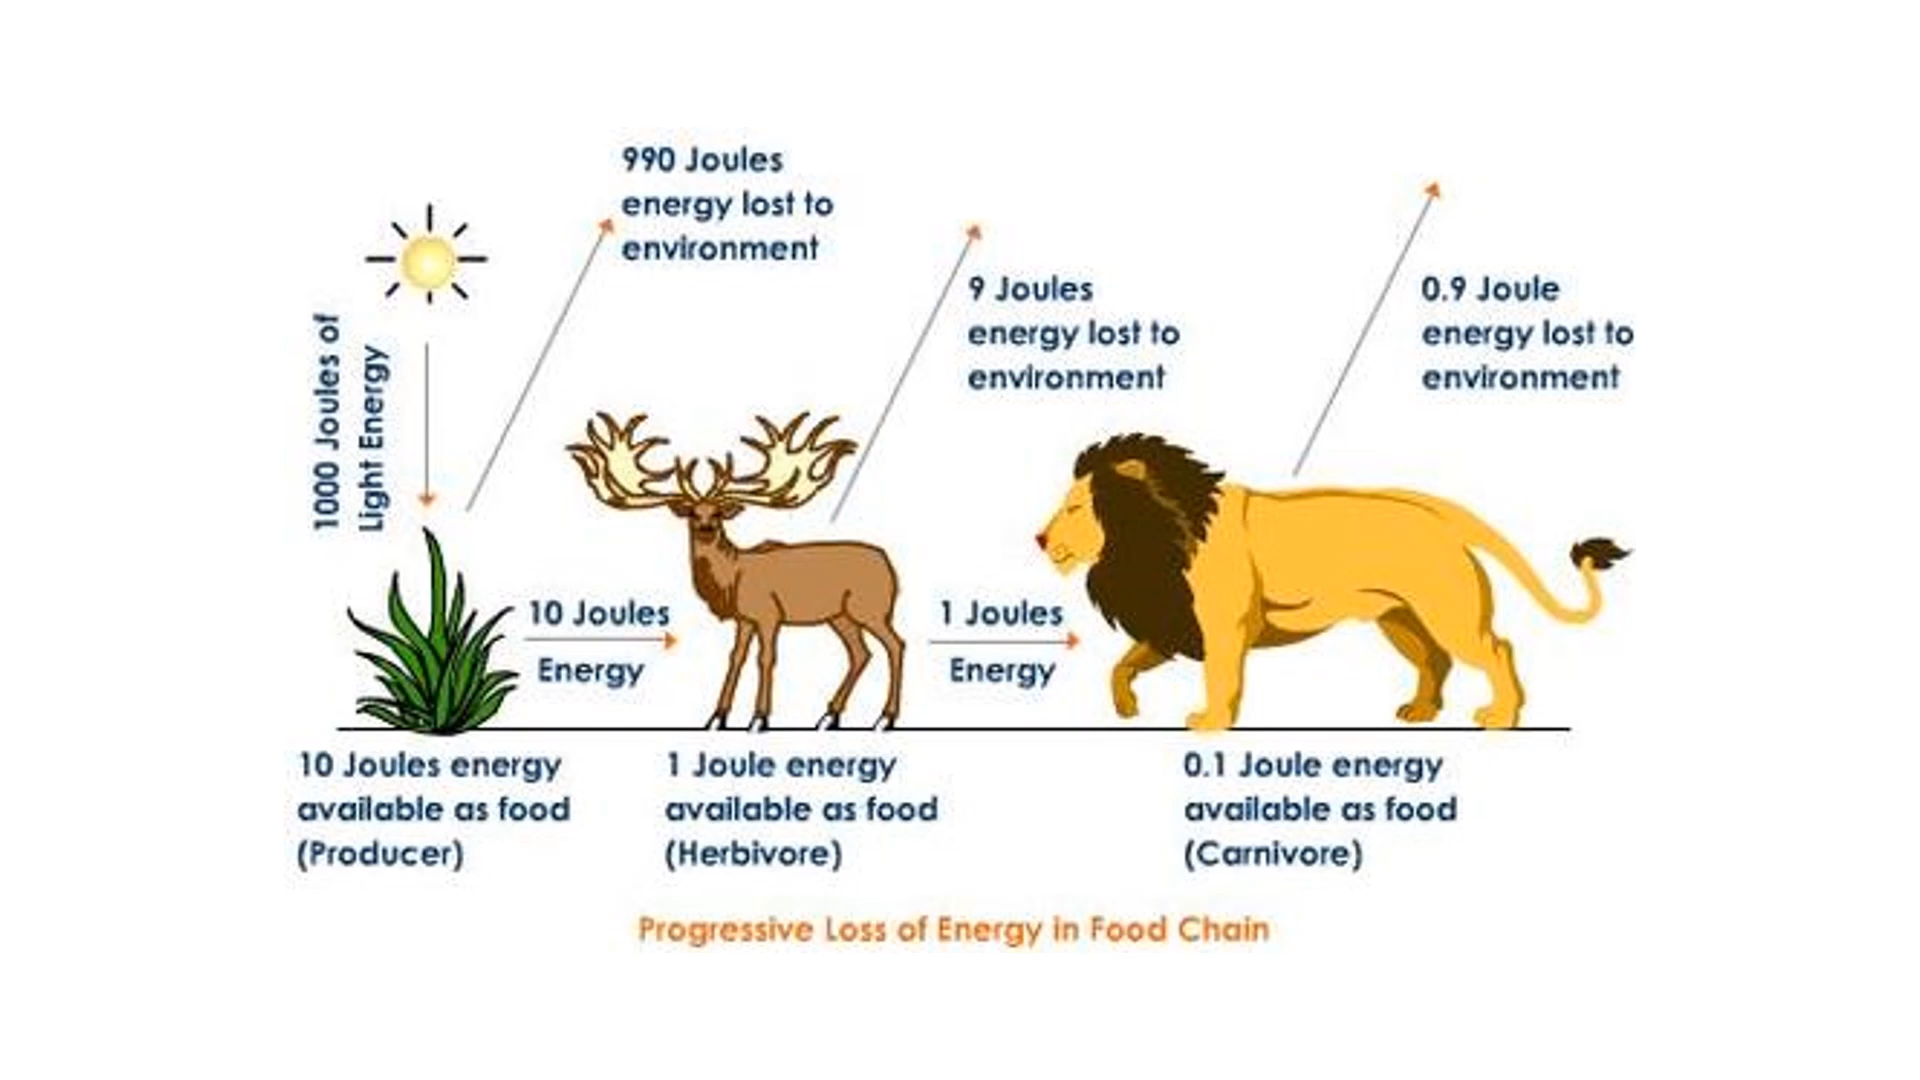 990 Joules
energy lost to
environment
1000 Joules of
Light Energy
9 Joules
energy lost to
environment
0.9 Joule
energy lost to
environment
10 Joules
Energy
1 Joules
Energy
10 Joules energy
available as food
(Producer)
1 Joule energy
available as food
(Herbivore)
0.1 Joule energy
available as food
(Carnivore)
Progressive Loss of Energy in Food Chain